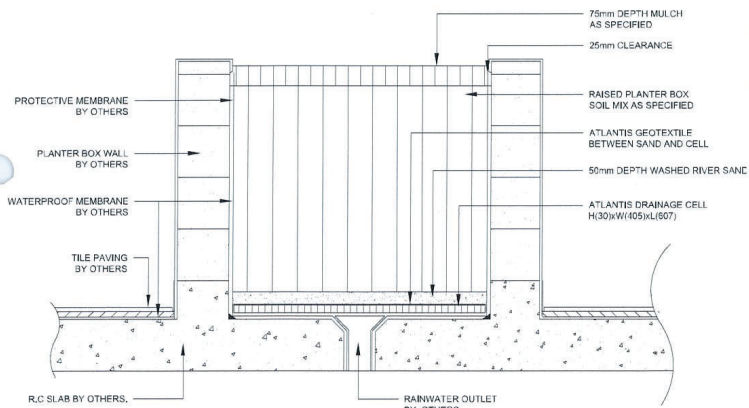 75mm DEPTH MULCH
AS SPECIFIED
25mm CLEARANCE
PROTECTIVE MEMBRANE
BY OTHERS
RAISED PLANTER BOX
SOIL MIX AS SPECIFIED
ATLANTIS GEOTEXTILE
BETWEEN SAND AND CELL
PLANTER BOX WALL
BY OTHERS
50mm DEPTH WASHED RIVER SAND
WATERPROOF MEMBRANE
BY OTHERS
ATLANTIS DRAINAGE CELL
H(30)xW(405)xL(607)
TILE PAVING
BY OTHERS
R.C SLAB BY OTHERS.
RAINWATER OUTLET
BY OTHERS